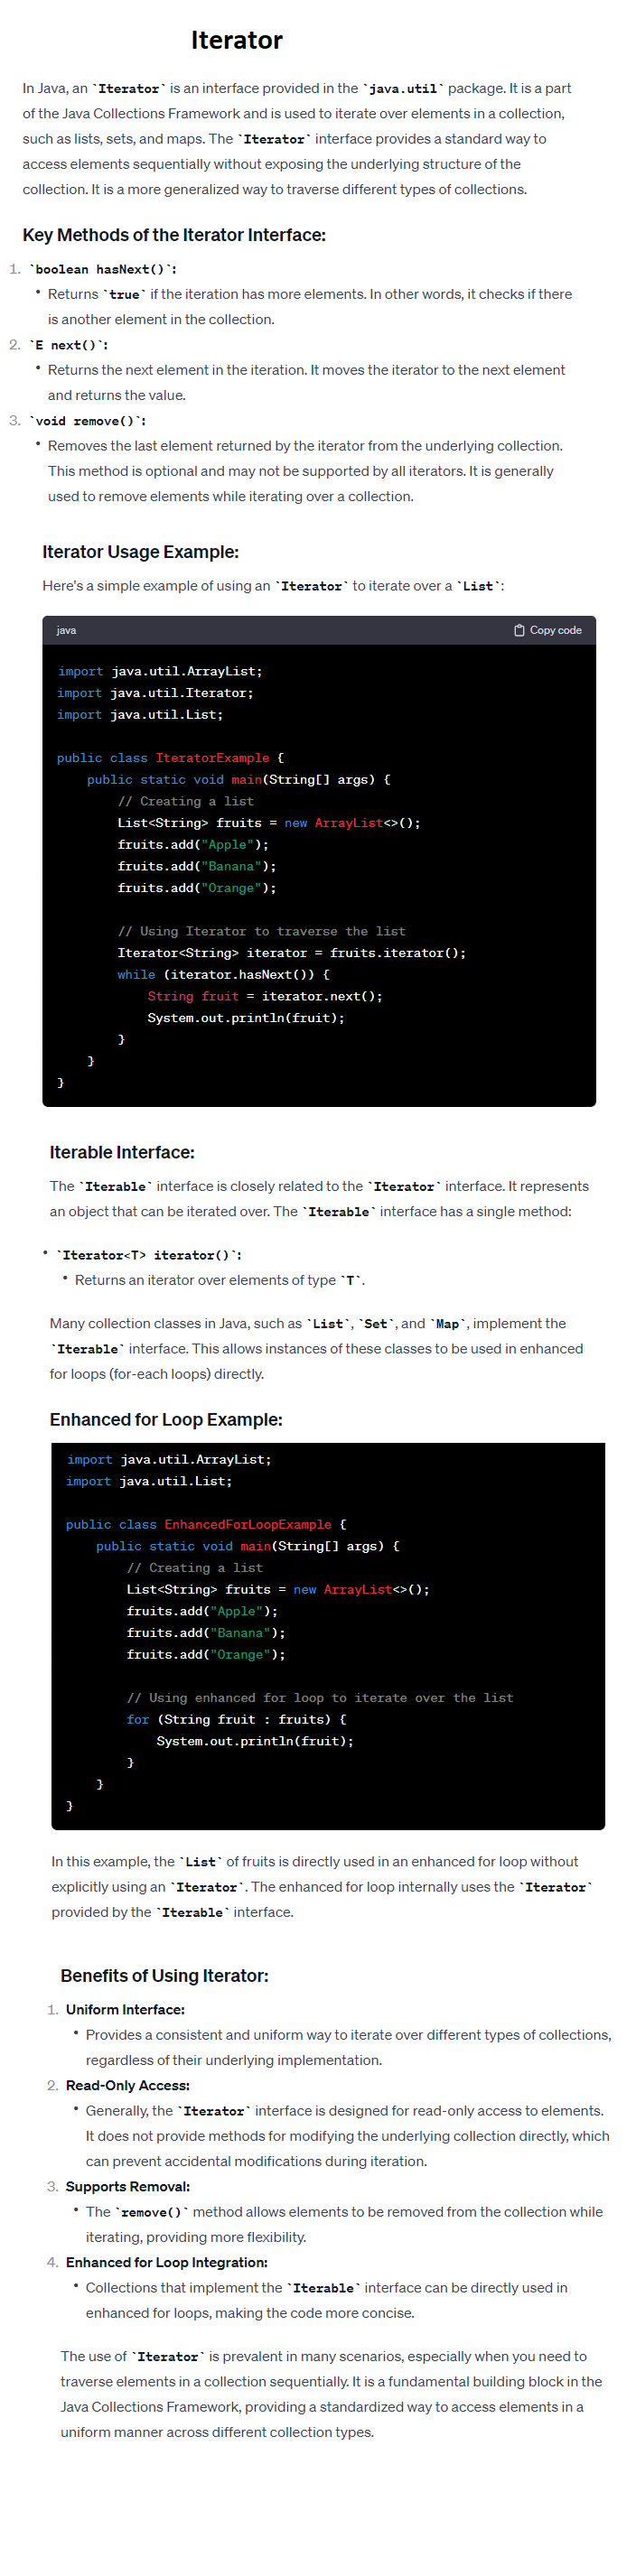 Iterator
In Java, an `Iterator` is an interface provided in the `java.util` package. It is a part
of the Java Collections Framework and is used to iterate over elements in a collection,
such as lists, sets, and maps. The `Iterator` interface provides a standard way to
access elements sequentially without exposing the underlying structure of the
collection. It is a more generalized way to traverse different types of collections.
Key Methods of the Iterator Interface:
1. `boolean hasNext()`:
• Returns `true` if the iteration has more elements. In other words, it checks if there
is another element in the collection.
2. `E next()`:
• Returns the next element in the iteration. It moves the iterator to the next element
and returns the value.
3. `void remove()`:
• Removes the last element returned by the iterator from the underlying collection.
This method is optional and may not be supported by all iterators. It is generally
used to remove elements while iterating over a collection.
Iterator Usage Example:
Here's a simple example of using an `Iterator` to iterate over a `List`:
java Copy code
import java.util.ArrayList;
import java.util.Iterator;
import java.util.List;
public class IteratorExample {
public static void main(String[] args) {
// Creating a list
List<String> fruits = new ArrayList<>();
fruits.add("Apple");
fruits.add("Banana");
fruits.add("Orange");
// Using Iterator to traverse the list
Iterator<String> iterator = fruits.iterator();
while (iterator.hasNext()) {
String fruit = iterator.next();
System.out.println(fruit);
}
}
}
Iterable Interface:
The `Iterable` interface is closely related to the `Iterator` interface. It represents
an object that can be iterated over. The `Iterable` interface has a single method:
• `Iterator<T> iterator()`:
• Returns an iterator over elements of type `T`.
Many collection classes in Java, such as `List`, `Set`, and `Map`, implement the
`Iterable` interface. This allows instances of these classes to be used in enhanced
for loops (for-each loops) directly.
Enhanced for Loop Example:
import java.util.ArrayList;
import java.util.List;
public class EnhancedForLoopExample {
public static void main(String[] args) {
// Creating a list
List<String> fruits = new ArrayList<>();
fruits.add("Apple");
fruits.add("Banana");
fruits.add("Orange");
// Using enhanced for loop to iterate over the list
for (String fruit : fruits) {
System.out.println(fruit);
}
}
}
In this example, the `List` of fruits is directly used in an enhanced for loop without
explicitly using an `Iterator`. The enhanced for loop internally uses the `Iterator`
provided by the `Iterable` interface.
Benefits of Using Iterator:
1. Uniform Interface:
• Provides a consistent and uniform way to iterate over different types of collections,
regardless of their underlying implementation.
2. Read-Only Access:
• Generally, the `Iterator` interface is designed for read-only access to elements.
It does not provide methods for modifying the underlying collection directly, which
can prevent accidental modifications during iteration.
3. Supports Removal:
• The `remove()` method allows elements to be removed from the collection while
iterating, providing more flexibility.
4. Enhanced for Loop Integration:
• Collections that implement the `Iterable` interface can be directly used in
enhanced for loops, making the code more concise.
The use of `Iterator` is prevalent in many scenarios, especially when you need to
traverse elements in a collection sequentially. It is a fundamental building block in the
Java Collections Framework, providing a standardized way to access elements in a
uniform manner across different collection types.